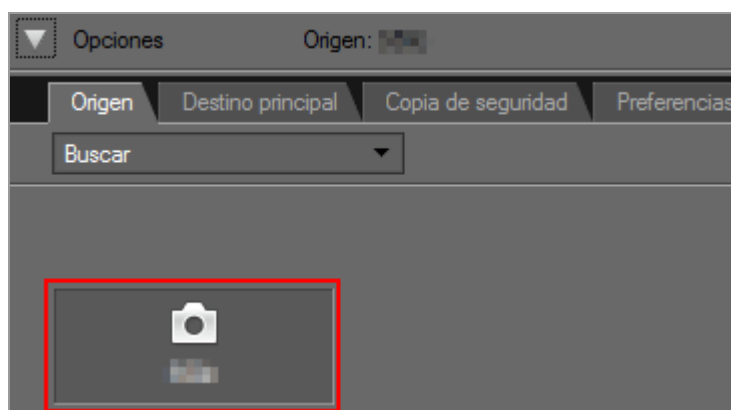 Opciones Origen:
Origen Destino principal Copia de seguridad Preferencias
Buscar